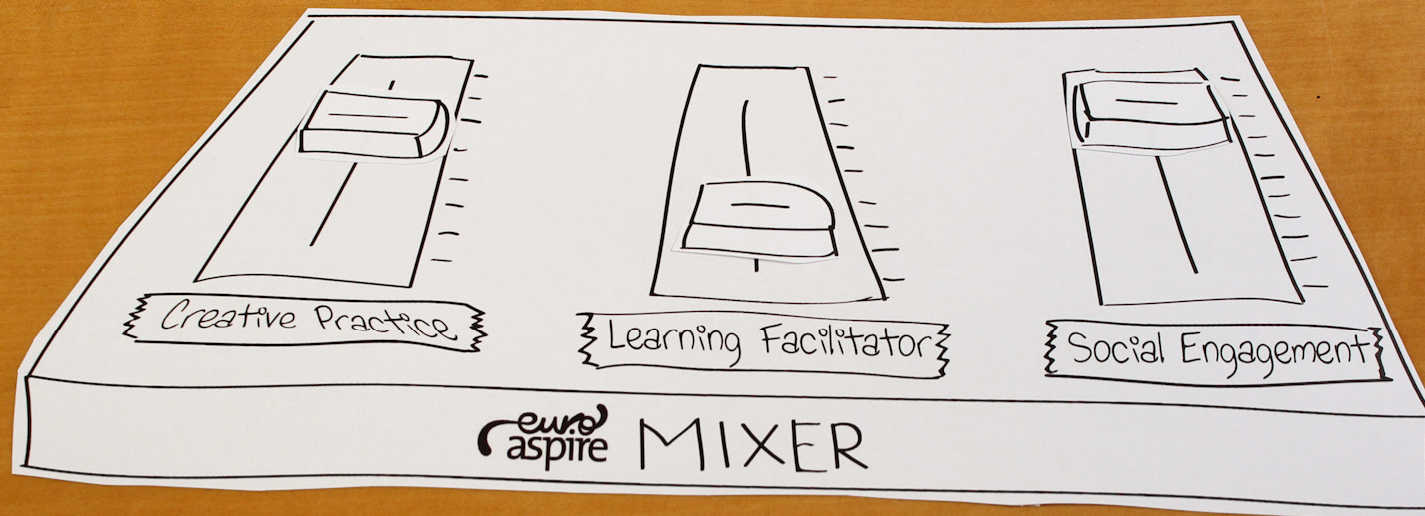 Creative Practice
Learning Facilitator
Social Engagement
euro
aspire MIXER